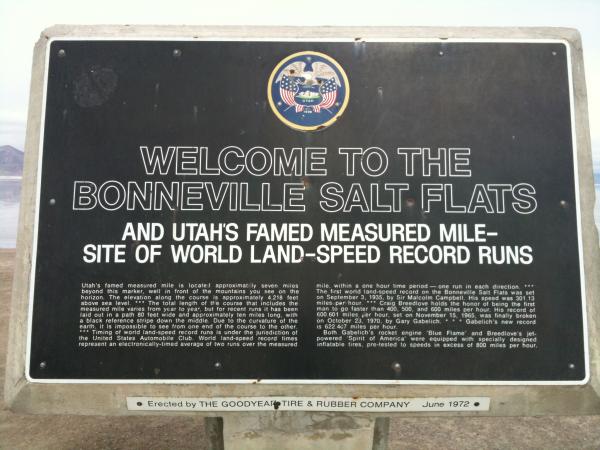 UTAH
WELCOME TO THE
BONNEVILLE SALT FLATS
AND UTAH'S FAMED MEASURED MILE–
SITE OF WORLD LAND–SPEED RECORD RUNS
Utah's famed measured mile is located approximatily seven miles
beyond this marker, well in front of the mountains you see on the
horizon. The elevation along the course is approximately 4,218 feet
above sea level. *** The total length of the course that includes the
measured mile varies from year to year, but for recent runs it has been
laid out in a path 80 feet wide and approximately ten miles long, with
a black reference stripe down the middle. Due to the curvature of the
earth, it is impossible to see from one end of the course to the other.
*** Timing of world land-speed record runs is under the jurisdiction of
the United States Automobile Club. World land-speed record times
represent an electronically-timed average of two runs over the measured
mile, within a one hour time period — one run in each direction. ***
The first world land-speed record on the Bonneville Salt Flats was set
on September 3, 1935, by Sir Malcolm Campbell. His speed was 301.13
miles per hour. *** Craig Breedlove holds the honor of being the first
man to go faster than 400, 500, and 600 miles per hour. His record of
600.601 miles per hour, set on November 15, 1965, was finally broken
on October 23, 1970, by Gary Gabelich. * * * Gabelich's new record
is 622.407 miles per hour.
Both Gabelich's rocket engine 'Blue Flame' and Breedlove's jet-
powered 'Spirit of America' were equipped with specially designed
inflatable tires, pre-tested to speeds in excess of 800 miles per hour.
• Erected by THE GOODYEAR TIRE & RUBBER COMPANY June 1972 •